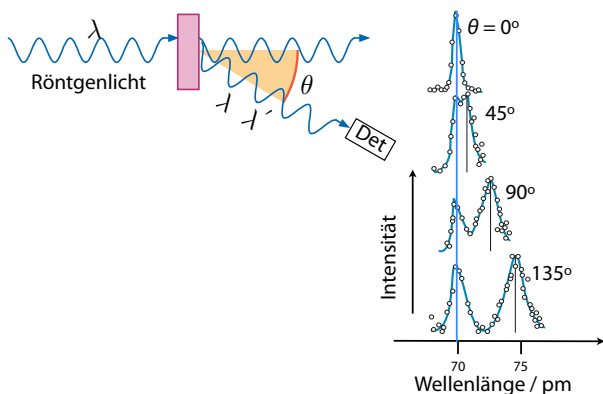 λ
Röntgenlicht
λ
λ′
θ
Det
θ = 0°
45°
90°
135°
Intensität
70
75
Wellenlänge / pm